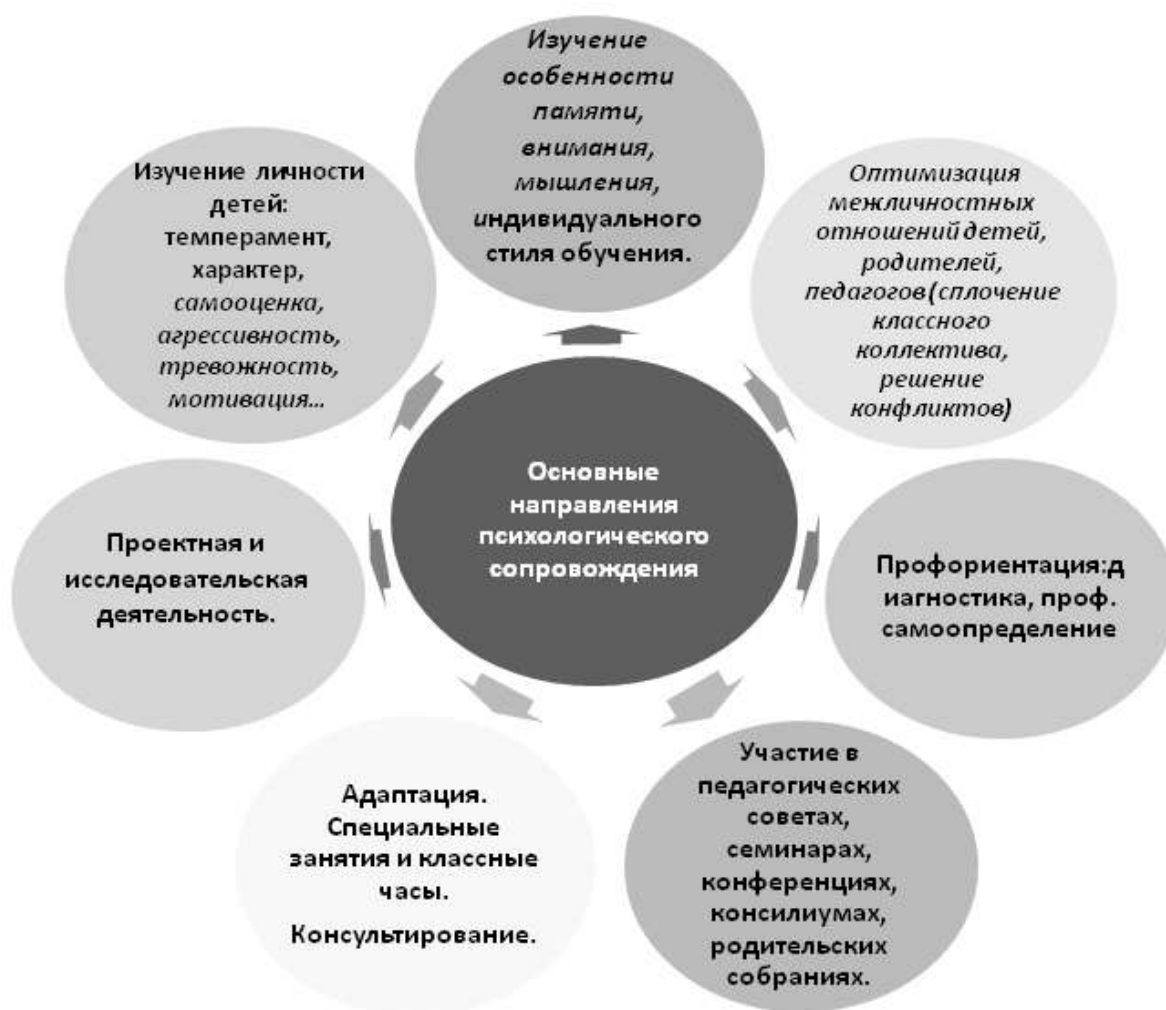 Изучение
особенности
памяти,
внимания,
мышления,
индивидуального
стиля обучения.
Оптимизация
межличностных
отношений детей,
родителей,
педагогов(сплочение
классного
коллектива,
решение
конфликтов)
Профориентация:д
иагностика, проф.
самоопределение
Участие в
педагогических
советах,
семинарах,
конференциях,
консилиумах,
родительских
собраниях.
Адаптация.
Специальные
занятия и классные
часы.
Консультирование.
Проектная и
исследовательская
деятельность.
Изучение личности
детей:
темперамент,
характер,
самооценка,
агрессивность,
тревожность,
мотивация...
Основные
направления
психологического
сопровождения